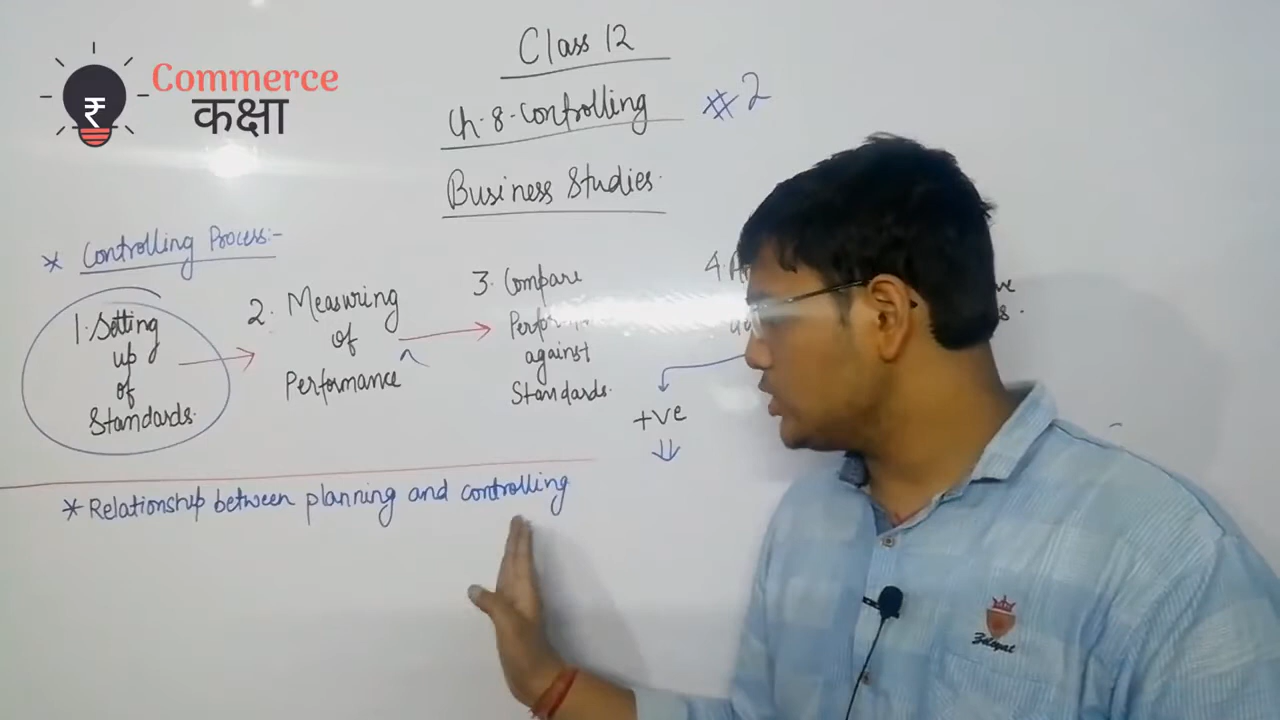 Commerce
कक्षा
₹
Class 12
Ch-8-Controlling #2
Business Studies.
* Controlling Process:-
1. Setting
up
of
Standards.
2. Measuring
of
Performance
3. Compare
against
Standards.
4.
+ve
* Relationship between planning and controlling